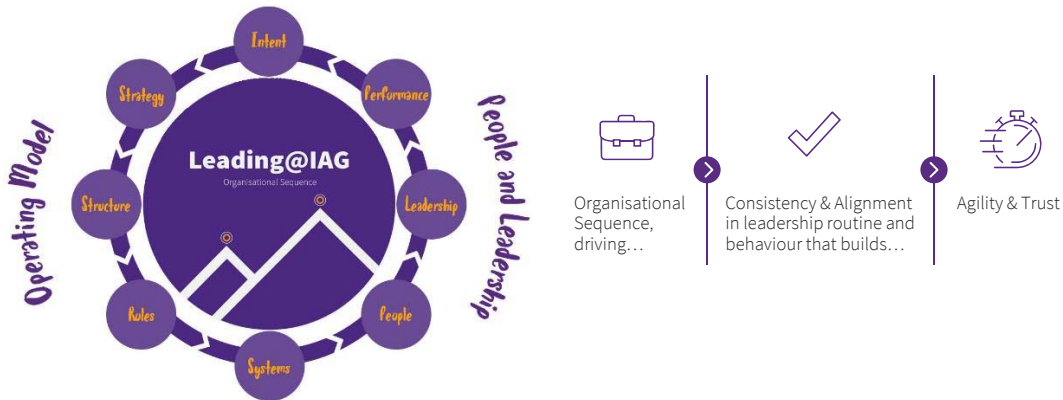 Intent
Strategy
Performance
Leading@IAG
Organisational Sequence
Operating Model
People and Leadership
Structure
Leadership
Roles
People
Systems
Organisational
Sequence,
driving…
Consistency & Alignment
in leadership routine and
behaviour that builds…
Agility & Trust